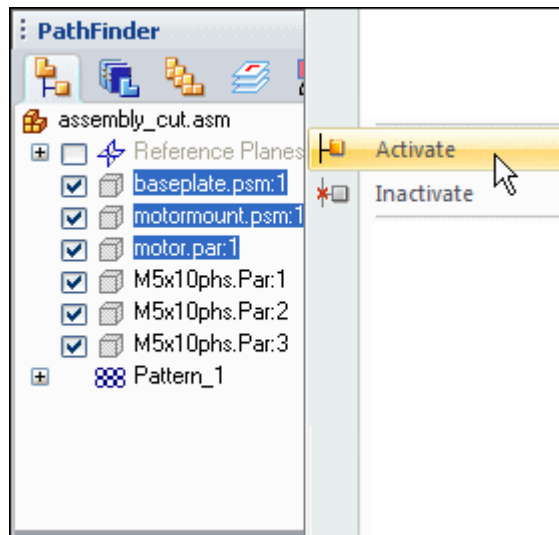 PathFinder
assembly_cut.asm
Reference Planes
baseplate.psm:1
motormount.psm:1
motor.par:1
M5x10phs.Par:1
M5x10phs.Par:2
M5x10phs.Par:3
Pattern_1
Activate
Inactivate